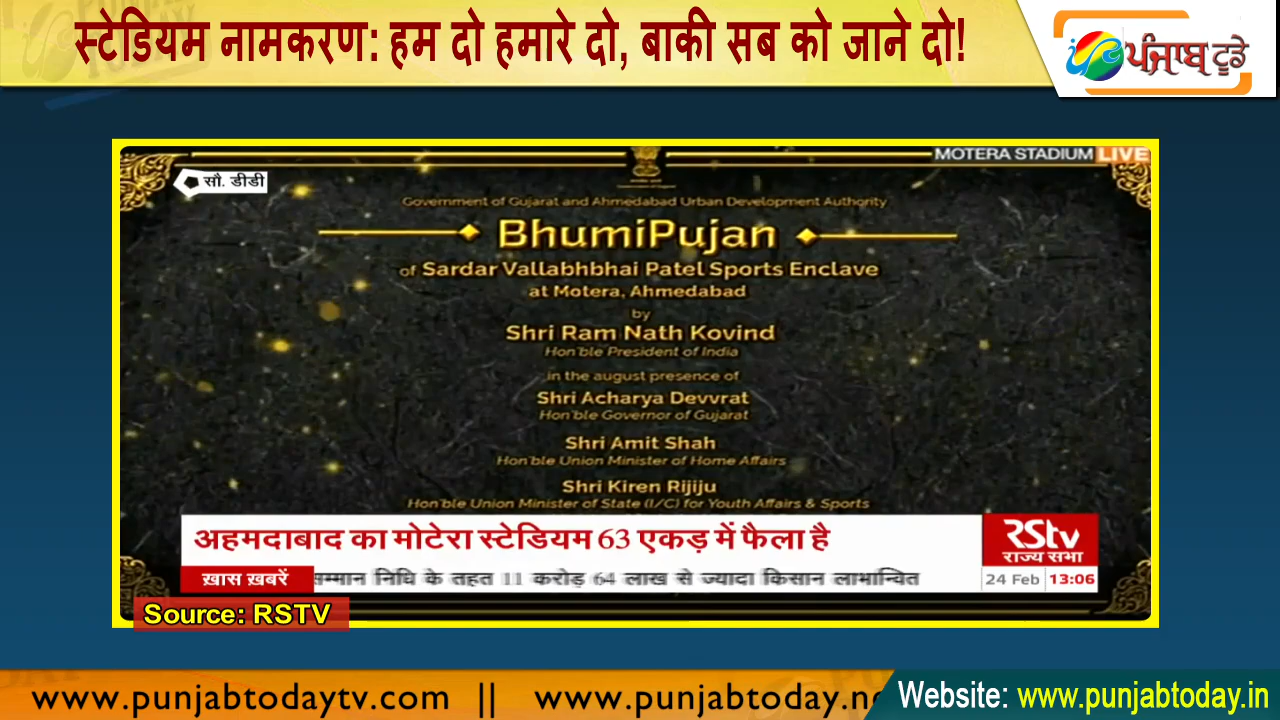 स्टेडियम नामकरण: हम दो हमारे दो, बाकी सब को जाने दो!
ਪੰਜਾਬ ਟੂਡੇ
MOTERA STADIUM LIVE
सौ. डीडी
Government of Gujarat and Ahmedabad Urban Development Authority
BhumiPujan
of Sardar Vallabhbhai Patel Sports Enclave
at Motera, Ahmedabad
by
Shri Ram Nath Kovind
Hon'ble President of India
in the august presence of
Shri Acharya Devvrat
Hon'ble Governor of Gujarat
Shri Amit Shah
Hon'ble Union Minister of Home Affairs
Shri Kiren Rijiju
Hon'ble Union Minister of State (I/C) for Youth Affairs & Sports
अहमदाबाद का मोटेरा स्टेडियम 63 एकड़ में फैला है
RStv
राज्य सभा
ख़ास ख़बरें सम्मान निधि के तहत 11 करोड़ 64 लाख से ज्यादा किसान लाभान्वित
24 Feb 13:06
Source: RSTV
www.punjabtodaytv.com || www.punjabtoday.ne
Website: www.punjabtoday.in